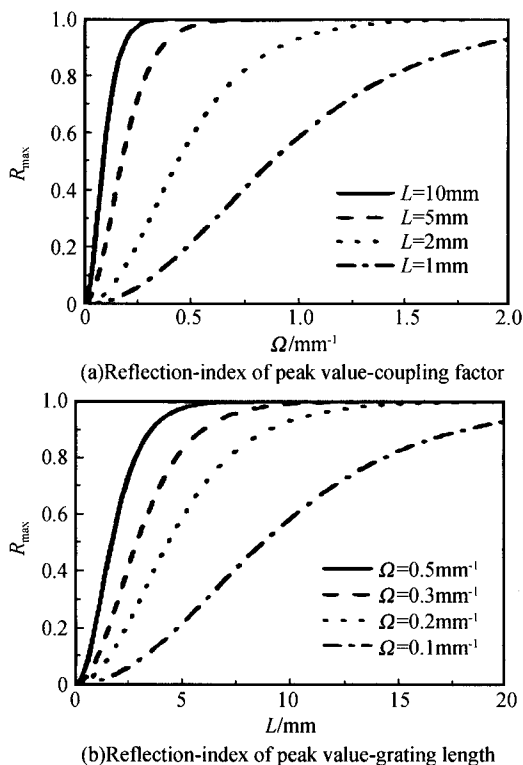 1.0
0.8
0.6
0.4
0.2
0
R_max
L=10mm
L=5mm
L=2mm
L=1mm
0 0.5 1.0 1.5 2.0
Ω/mm⁻¹
(a)Reflection-index of peak value-coupling factor
1.0
0.8
0.6
0.4
0.2
0
R_max
Ω=0.5mm⁻¹
Ω=0.3mm⁻¹
Ω=0.2mm⁻¹
Ω=0.1mm⁻¹
0 5 10 15 20
L/mm
(b)Reflection-index of peak value-grating length